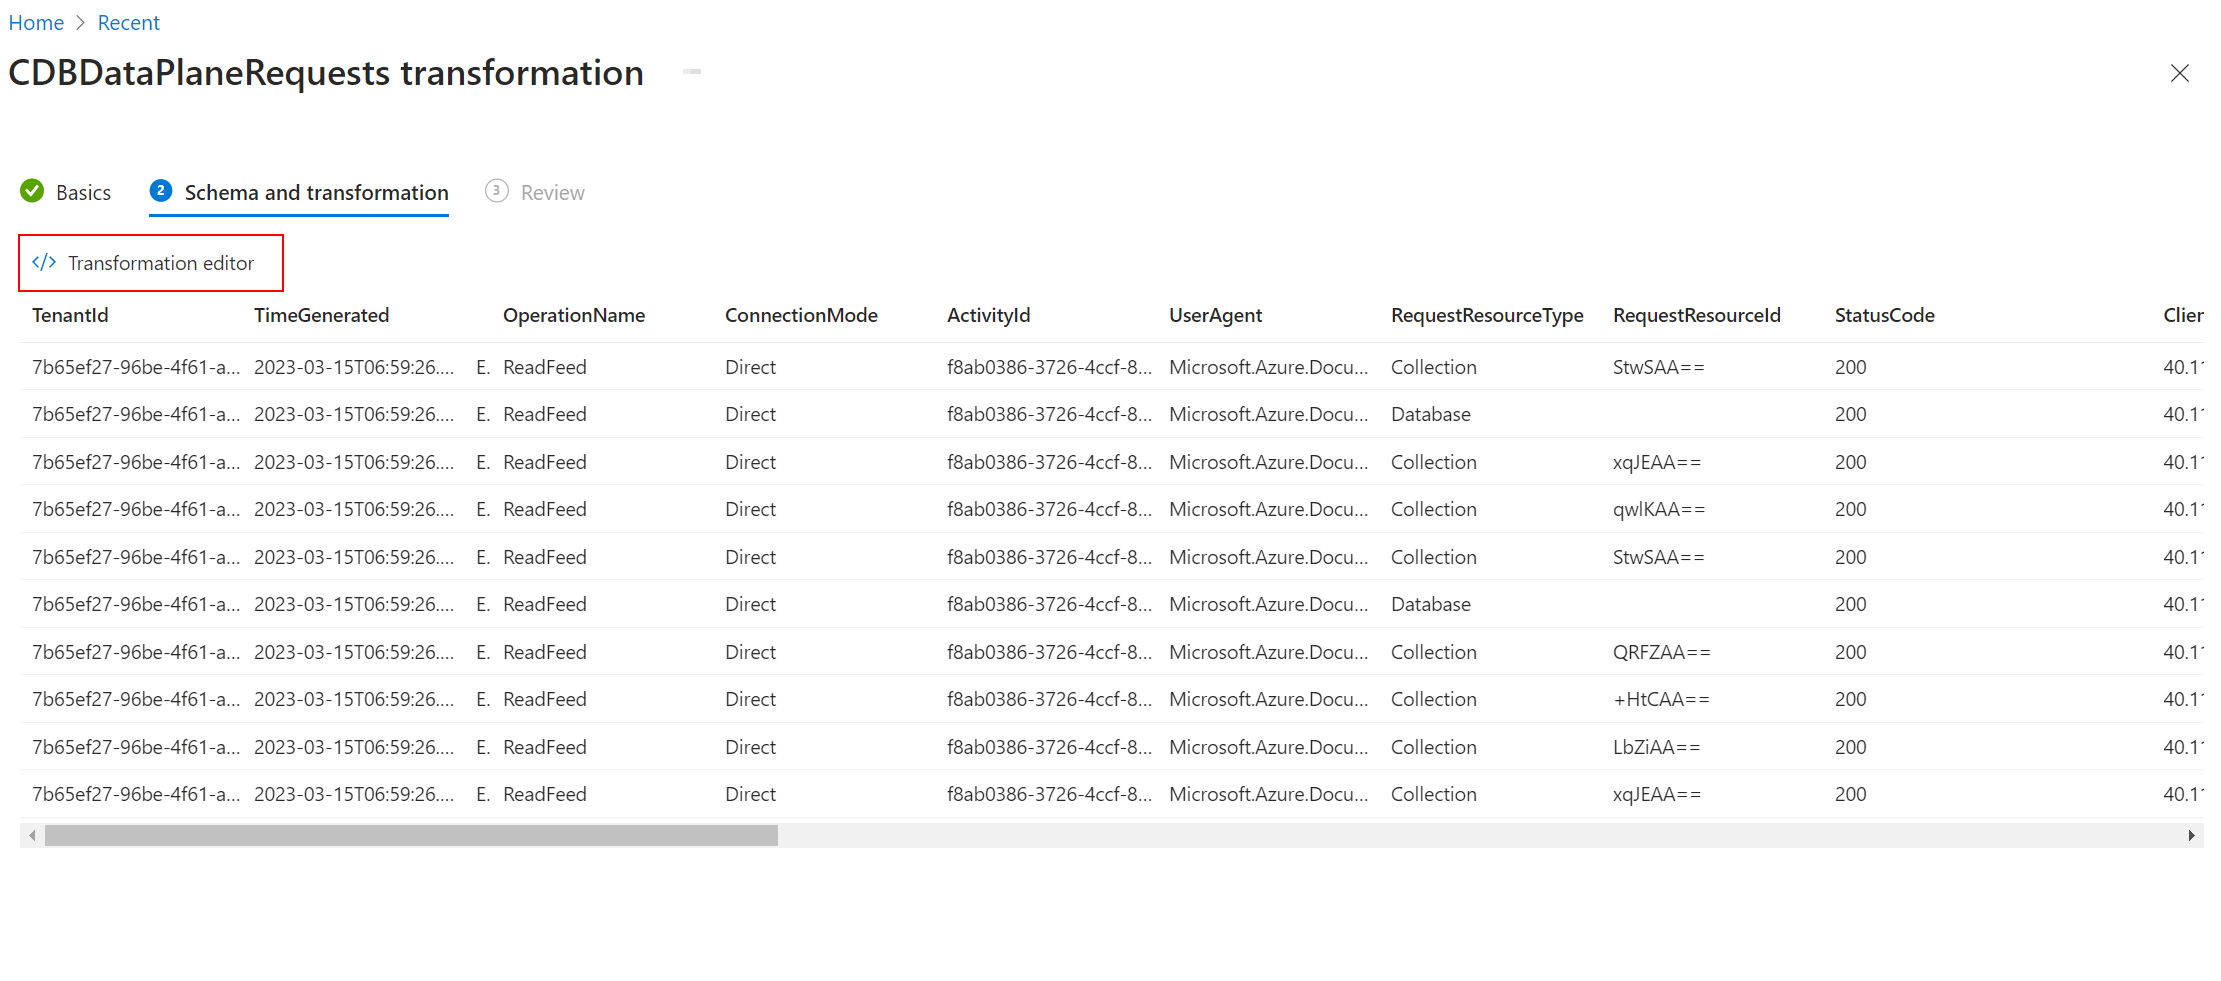 Home > Recent
CDBDataPlaneRequests transformation
Basics 2 Schema and transformation 3 Review
</> Transformation editor
TenantId TimeGenerated OperationName ConnectionMode ActivityId UserAgent RequestResourceType RequestResourceId StatusCode Clier
7b65ef27-96be-4f61-a... 2023-03-15T06:59:26.... E. ReadFeed Direct f8ab0386-3726-4ccf-8... Microsoft.Azure.Docu... Collection StwSAA== 200 40.11
7b65ef27-96be-4f61-a... 2023-03-15T06:59:26.... E. ReadFeed Direct f8ab0386-3726-4ccf-8... Microsoft.Azure.Docu... Database 200 40.11
7b65ef27-96be-4f61-a... 2023-03-15T06:59:26.... E. ReadFeed Direct f8ab0386-3726-4ccf-8... Microsoft.Azure.Docu... Collection xqJEAA== 200 40.11
7b65ef27-96be-4f61-a... 2023-03-15T06:59:26.... E. ReadFeed Direct f8ab0386-3726-4ccf-8... Microsoft.Azure.Docu... Collection qwlKAA== 200 40.11
7b65ef27-96be-4f61-a... 2023-03-15T06:59:26.... E. ReadFeed Direct f8ab0386-3726-4ccf-8... Microsoft.Azure.Docu... Collection StwSAA== 200 40.11
7b65ef27-96be-4f61-a... 2023-03-15T06:59:26.... E. ReadFeed Direct f8ab0386-3726-4ccf-8... Microsoft.Azure.Docu... Database 200 40.11
7b65ef27-96be-4f61-a... 2023-03-15T06:59:26.... E. ReadFeed Direct f8ab0386-3726-4ccf-8... Microsoft.Azure.Docu... Collection QRFZAA== 200 40.11
7b65ef27-96be-4f61-a... 2023-03-15T06:59:26.... E. ReadFeed Direct f8ab0386-3726-4ccf-8... Microsoft.Azure.Docu... Collection +HtCAA== 200 40.11
7b65ef27-96be-4f61-a... 2023-03-15T06:59:26.... E. ReadFeed Direct f8ab0386-3726-4ccf-8... Microsoft.Azure.Docu... Collection LbZiAA== 200 40.11
7b65ef27-96be-4f61-a... 2023-03-15T06:59:26.... E. ReadFeed Direct f8ab0386-3726-4ccf-8... Microsoft.Azure.Docu... Collection xqJEAA== 200 40.11